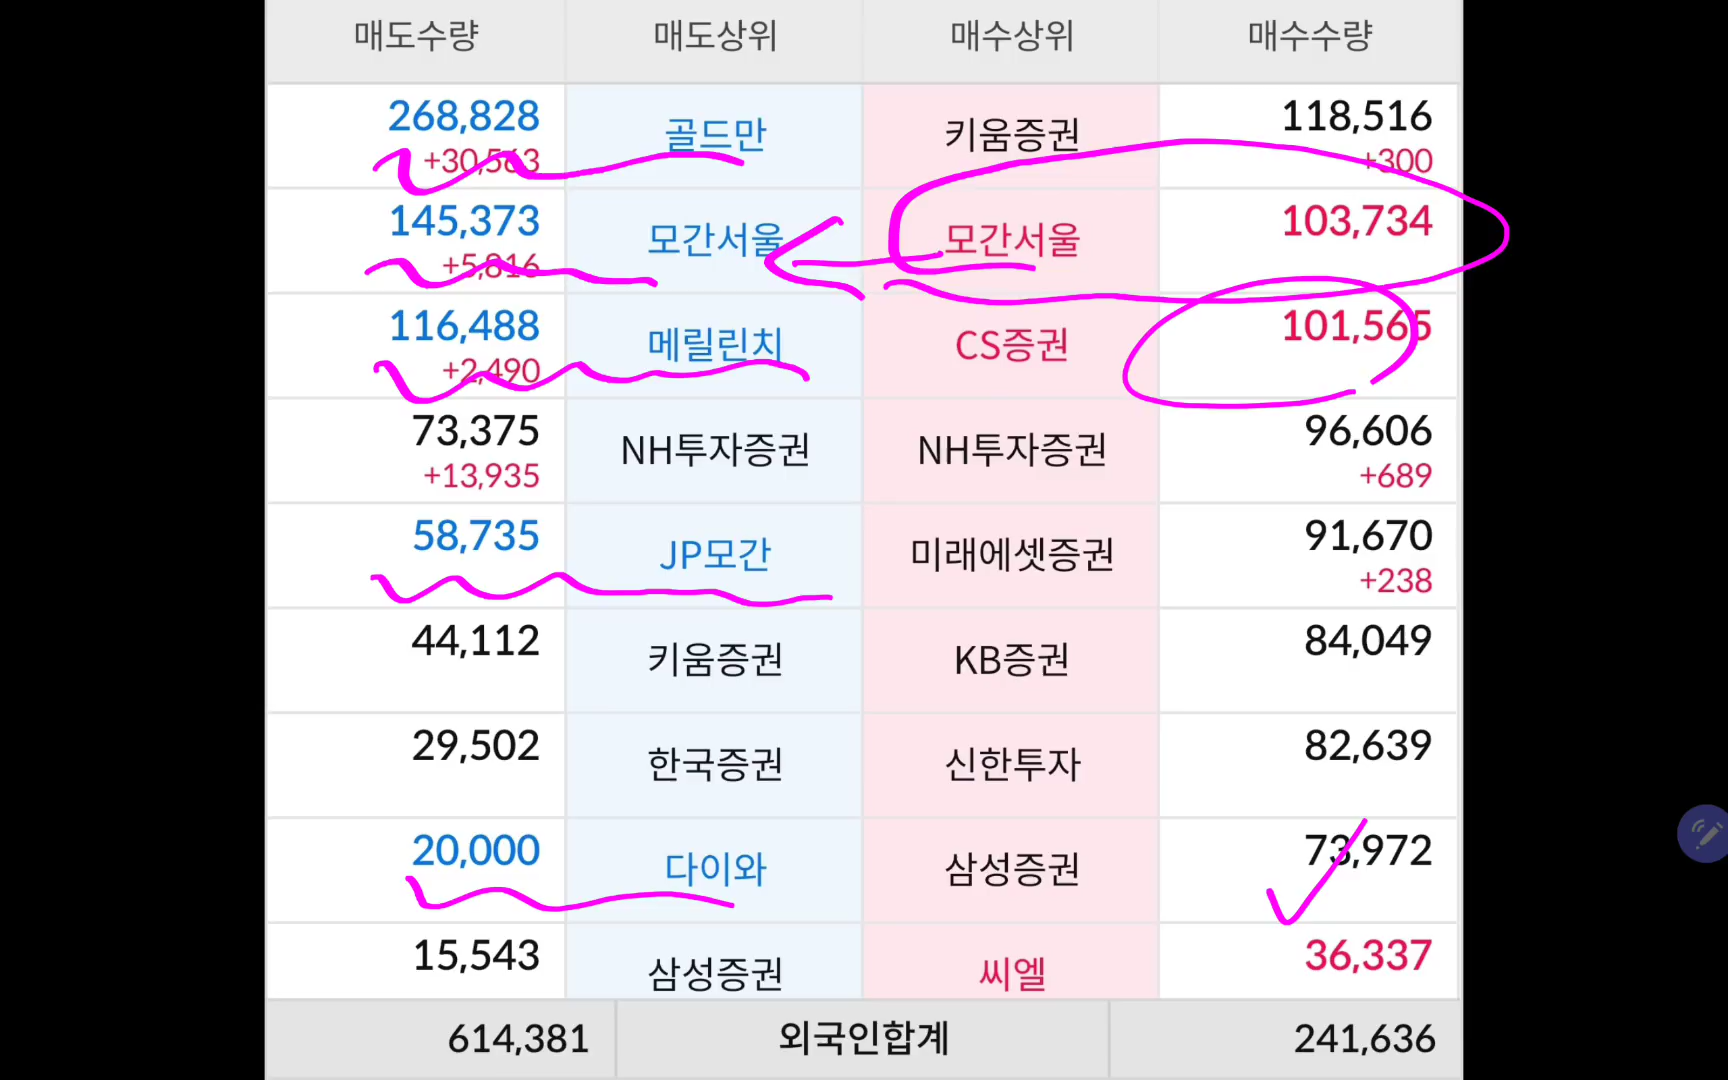 매도수량 매도상위 매수상위 매수수량
268,828 골드만 키움증권 118,516
+30,563 +300
145,373 모간서울 모간서울 103,734
+5,816
116,488 메릴린치 CS증권 101,565
+2,490
73,375 NH투자증권 NH투자증권 96,606
+13,935 +689
58,735 JP모간 미래에셋증권 91,670
+238
44,112 키움증권 KB증권 84,049
29,502 한국증권 신한투자 82,639
20,000 다이와 삼성증권 73,972
15,543 삼성증권 씨엘 36,337
614,381 외국인합계 241,636